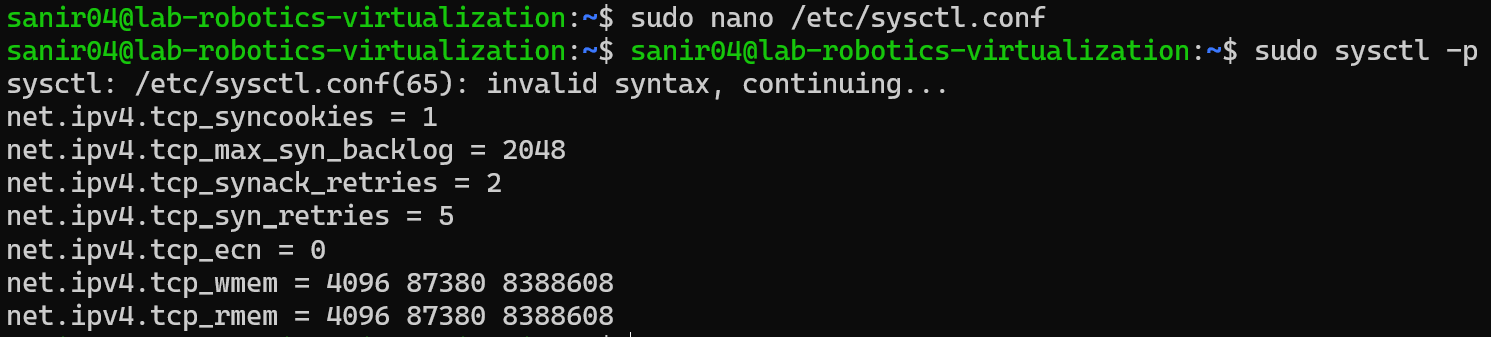 sanir04@lab-robotics-virtualization:~$ sudo nano /etc/sysctl.conf
sanir04@lab-robotics-virtualization:~$ sanir04@lab-robotics-virtualization:~$ sudo sysctl -p
sysctl: /etc/sysctl.conf(65): invalid syntax, continuing...
net.ipv4.tcp_syncookies = 1
net.ipv4.tcp_max_syn_backlog = 2048
net.ipv4.tcp_synack_retries = 2
net.ipv4.tcp_syn_retries = 5
net.ipv4.tcp_ecn = 0
net.ipv4.tcp_wmem = 4096 87380 8388608
net.ipv4.tcp_rmem = 4096 87380 8388608